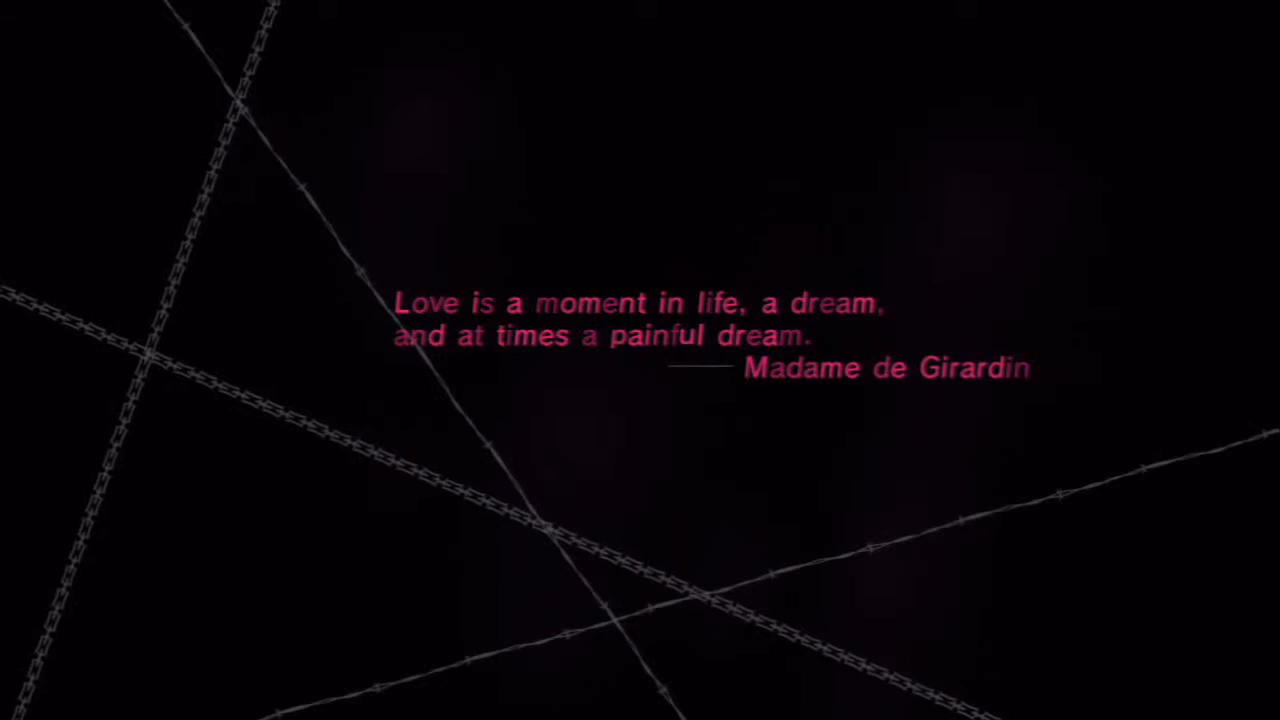 Love is a moment in life, a dream,
and at times a painful dream.
—— Madame de Girardin